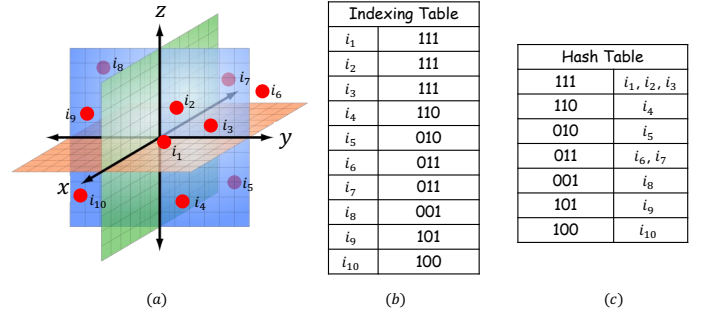 z
y
x
i₁
i₂
i₃
i₄
i₅
i₆
i₇
i₈
i₉
i₁₀
(a)
Indexing Table
i₁ 111
i₂ 111
i₃ 111
i₄ 110
i₅ 010
i₆ 011
i₇ 011
i₈ 001
i₉ 101
i₁₀ 100
(b)
Hash Table
111 i₁, i₂, i₃
110 i₄
010 i₅
011 i₆, i₇
001 i₈
101 i₉
100 i₁₀
(c)